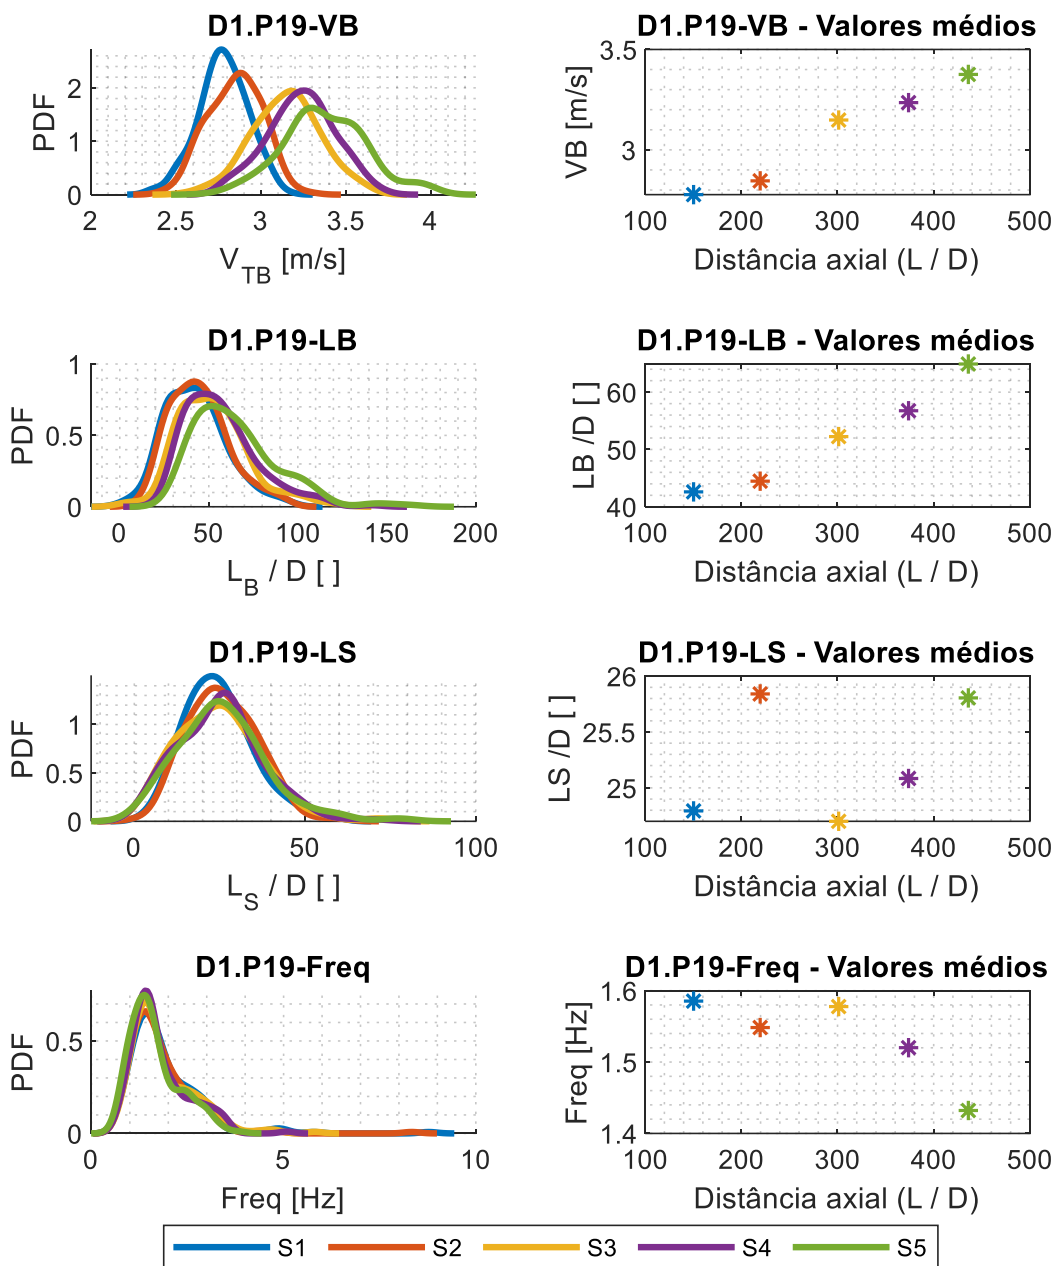 D1.P19-VB
PDF
2
1
0
2 2.5 3 3.5 4
V_TB [m/s]
D1.P19-VB - Valores médios
VB [m/s]
3.5
3
100 200 300 400 500
Distância axial (L / D)
D1.P19-LB
PDF
1
0.5
0
0 50 100 150 200
L_B / D [ ]
D1.P19-LB - Valores médios
LB /D [ ]
60
50
40
100 200 300 400 500
Distância axial (L / D)
D1.P19-LS
PDF
1
0.5
0
0 50 100
L_S / D [ ]
D1.P19-LS - Valores médios
LS /D [ ]
26
25.5
25
100 200 300 400 500
Distância axial (L / D)
D1.P19-Freq
PDF
0.5
0
0 5 10
Freq [Hz]
D1.P19-Freq - Valores médios
Freq [Hz]
1.6
1.5
1.4
100 200 300 400 500
Distância axial (L / D)
S1 S2 S3 S4 S5